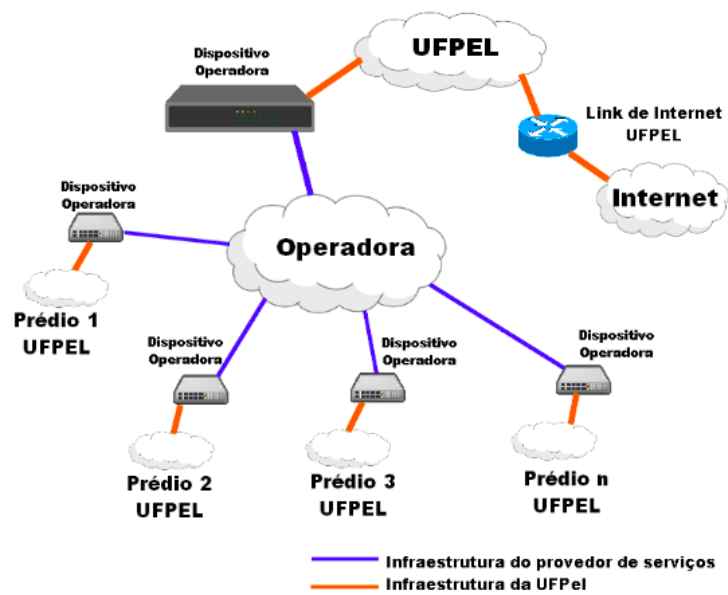 Dispositivo
Operadora
UFPEL
Link de Internet
UFPEL
Internet
Dispositivo
Operadora
Operadora
Prédio 1
UFPEL
Dispositivo
Operadora
Dispositivo
Operadora
Dispositivo
Operadora
Prédio 2
UFPEL
Prédio 3
UFPEL
Prédio n
UFPEL
Infraestrutura do provedor de serviços
Infraestrutura da UFPel